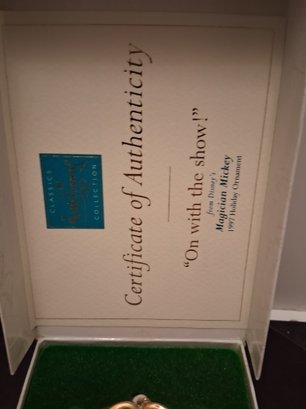 CLASSICS
COLLECTION
Certificate of Authenticity
“On with the show!”
from Disney's
Magician Mickey
1997 Holiday Ornament